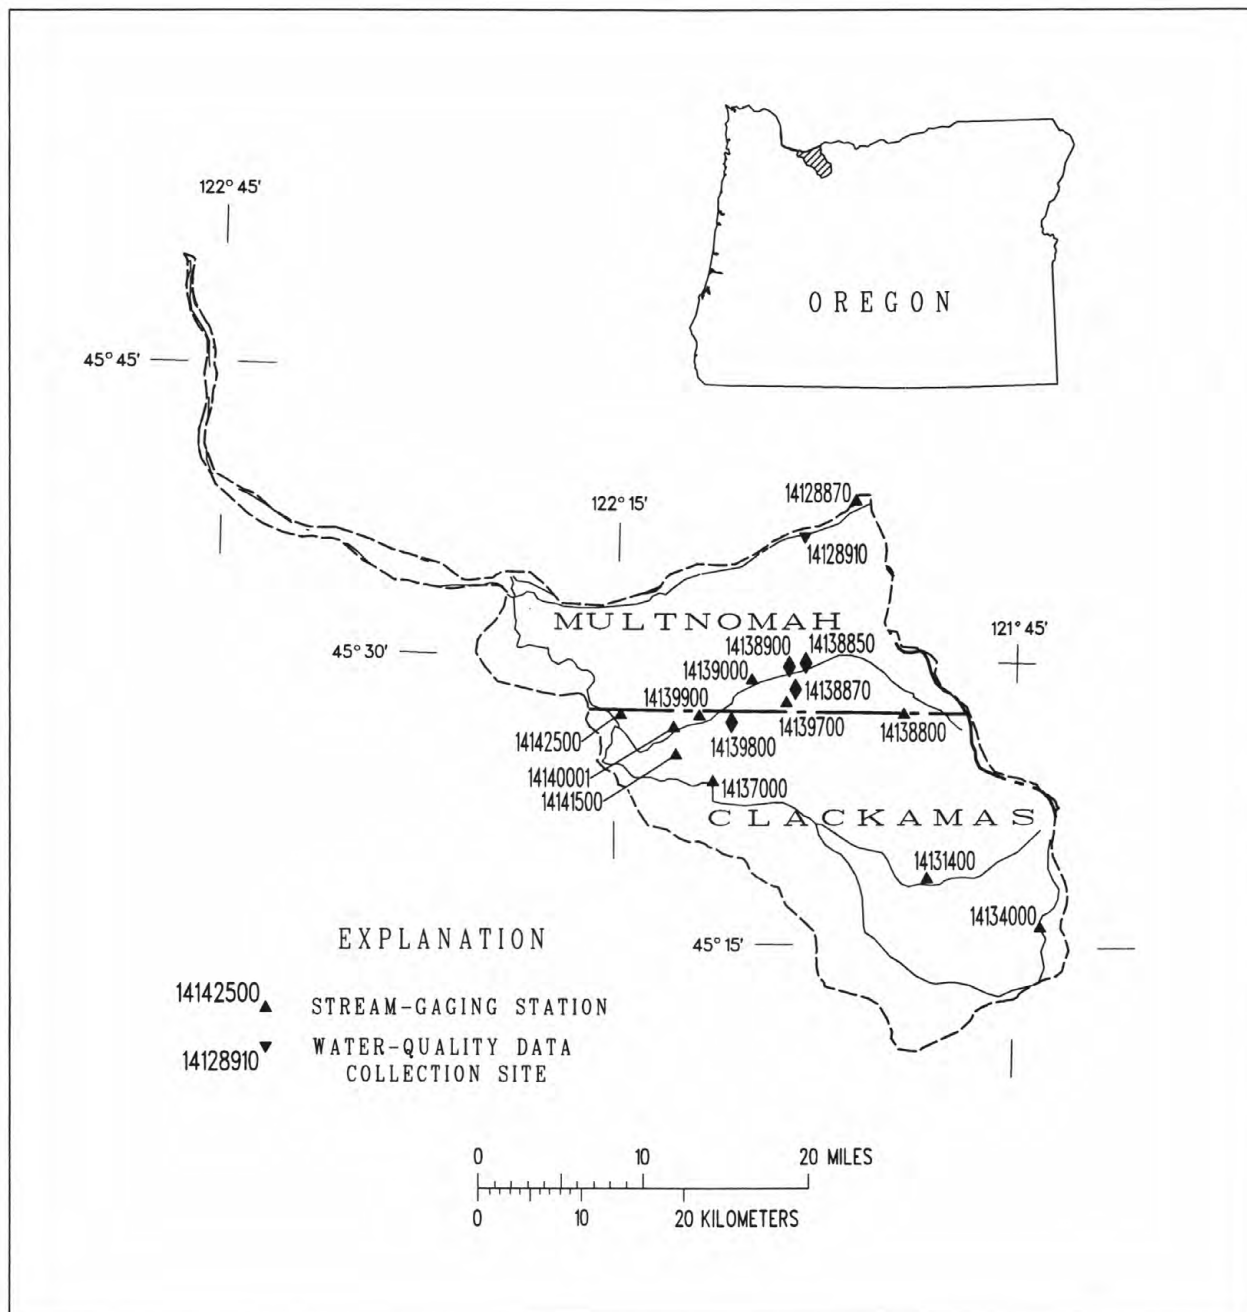 122° 45'
OREGON
45° 45'
14128870
122° 15'
14128910
MULTNOMAH
121° 45'
14138900
14138850
45° 30'
14139000
14138870
14139900
14139700
14138800
14142500
14139800
14140001
14137000
14141500
CLACKAMAS
14131400
14134000
45° 15'
EXPLANATION
14142500
STREAM-GAGING STATION
WATER-QUALITY DATA
14128910
COLLECTION SITE
0 10 20 MILES
0 10 20 KILOMETERS